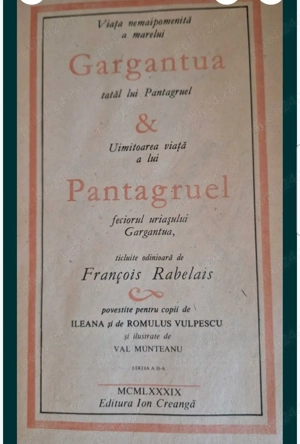 Viața nemaipomenită
a marelui
Gargantua
tatăl lui Pantagruel
&
Uimitoarea viață
a lui
Pantagruel
feciorul uriașului
Gargantua,
ticluite odinioară de
François Rabelais
povestite pentru copii de
ILEANA și de ROMULUS VULPESCU
și ilustrate de
VAL MUNTEANU
EDIȚIA A II-A
MCMLXXXIX
Editura Ion Creangă